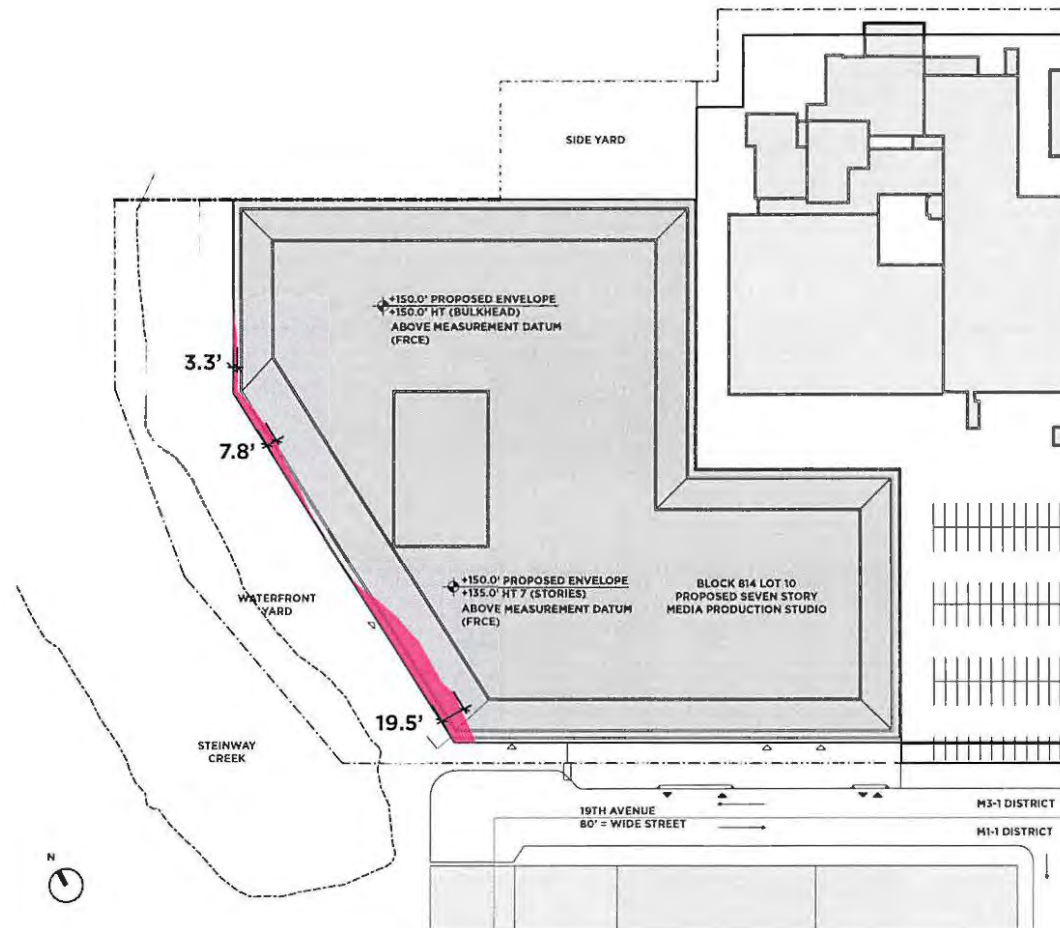 SIDE YARD
+150.0' PROPOSED ENVELOPE
+150.0' HT (BULKHEAD)
ABOVE MEASUREMENT DATUM
(FRCE)
3.3'
7.8'
+150.0' PROPOSED ENVELOPE
+135.0' HT 7 (STORIES)
ABOVE MEASUREMENT DATUM
(FRCE)
BLOCK 814 LOT 10
PROPOSED SEVEN STORY
MEDIA PRODUCTION STUDIO
WATERFRONT
YARD
19.5'
STEINWAY
CREEK
19TH AVENUE
80' = WIDE STREET
M3-1 DISTRICT
M1-1 DISTRICT
N